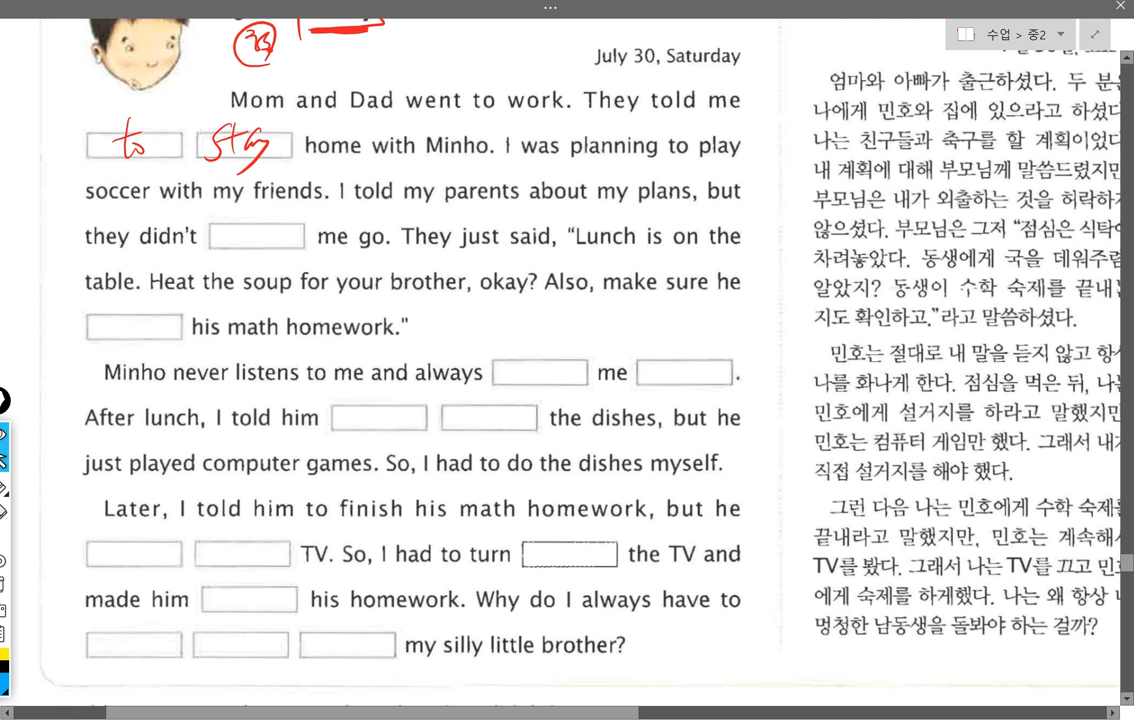 수업 > 중2
July 30, Saturday
Mom and Dad went to work. They told me
to stay home with Minho. I was planning to play
soccer with my friends. I told my parents about my plans, but
they didn't me go. They just said, "Lunch is on the
table. Heat the soup for your brother, okay? Also, make sure he
his math homework."
Minho never listens to me and always me .
After lunch, I told him the dishes, but he
just played computer games. So, I had to do the dishes myself.
Later, I told him to finish his math homework, but he
TV. So, I had to turn the TV and
made him his homework. Why do I always have to
my silly little brother?
엄마와 아빠가 출근하셨다. 두 분은
나에게 민호와 집에 있으라고 하셨다
나는 친구들과 축구를 할 계획이었다
내 계획에 대해 부모님께 말씀드렸지만
부모님은 내가 외출하는 것을 허락하지
않으셨다. 부모님은 그저 "점심은 식탁에
차려놓았다. 동생에게 국을 데워주렴
알았지? 동생이 수학 숙제를 끝내는
지도 확인하고."라고 말씀하셨다.
민호는 절대로 내 말을 듣지 않고 항상
나를 화나게 한다. 점심을 먹은 뒤, 나는
민호에게 설거지를 하라고 말했지만
민호는 컴퓨터 게임만 했다. 그래서 내가
직접 설거지를 해야 했다.
그런 다음 나는 민호에게 수학 숙제를
끝내라고 말했지만, 민호는 계속해서
TV를 봤다. 그래서 나는 TV를 끄고 민호
에게 숙제를 하게했다. 나는 왜 항상
멍청한 남동생을 돌봐야 하는 걸까?